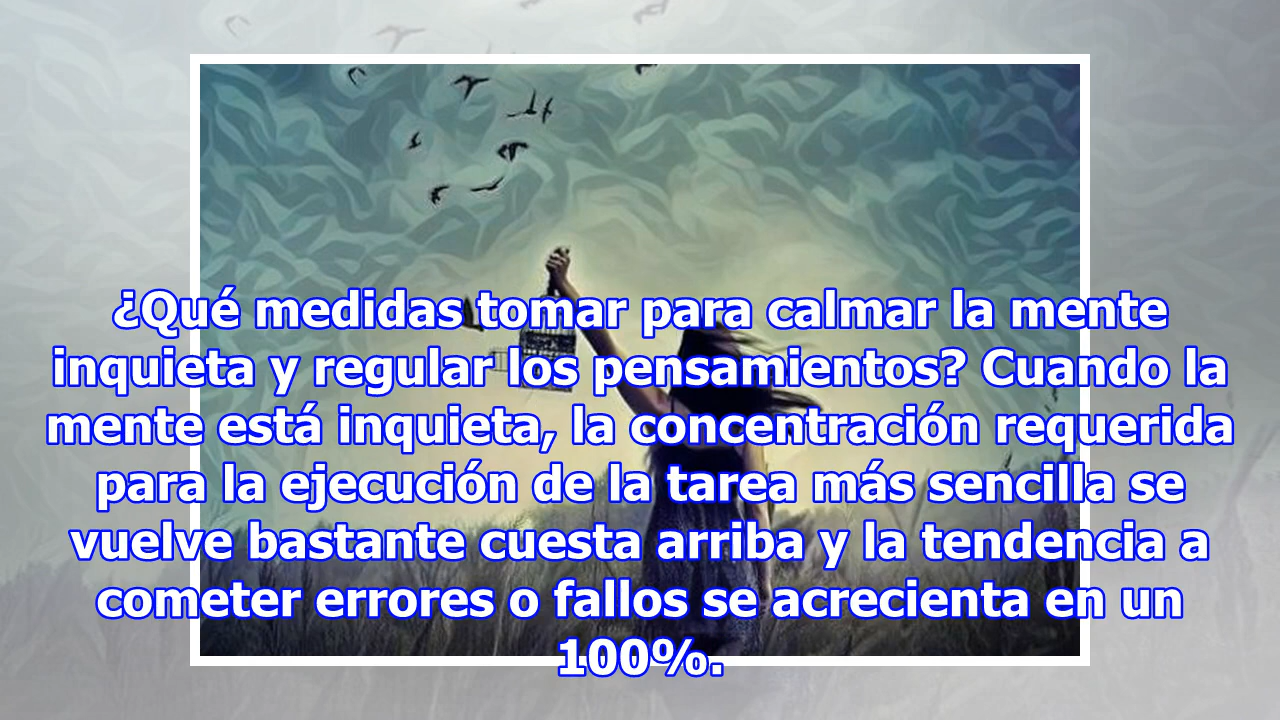 ¿Qué medidas tomar para calmar la mente
inquieta y regular los pensamientos? Cuando la
mente está inquieta, la concentración requerida
para la ejecución de la tarea más sencilla se
vuelve bastante cuesta arriba y la tendencia a
cometer errores o fallos se acrecienta en un
100%.